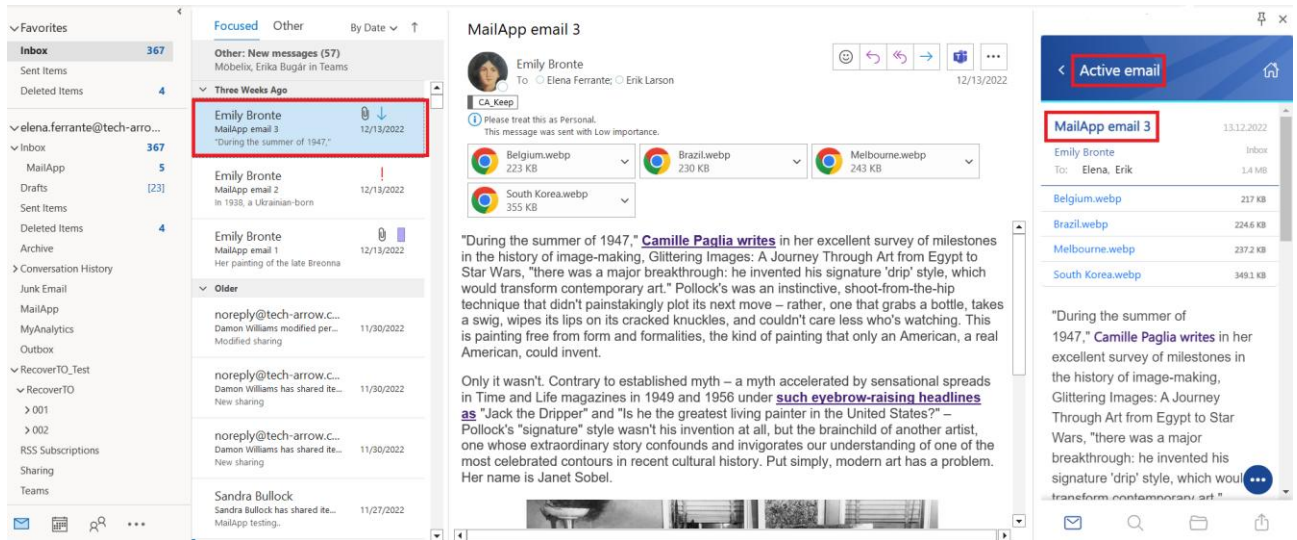 Favorites
Inbox 367
Sent Items
Deleted Items 4
elena.ferrante@tech-arro...
Inbox 367
MailApp 5
Drafts [23]
Sent Items
Deleted Items 4
Archive
Conversation History
Junk Email
MailApp
MyAnalytics
Outbox
RecoverTO_Test
RecoverTO
001
002
RSS Subscriptions
Sharing
Teams
Focused Other By Date
Other: New messages (57)
Möbelix, Erika Bugár in Teams
Three Weeks Ago
Emily Bronte
MailApp email 3 12/13/2022
"During the summer of 1947,"
Emily Bronte
MailApp email 2 12/13/2022
In 1938, a Ukrainian-born
Emily Bronte
MailApp email 1 12/13/2022
Her painting of the late Breonna
Older
noreply@tech-arrow.c...
Damon Williams modified per... 11/30/2022
Modified sharing
noreply@tech-arrow.c...
Damon Williams has shared ite... 11/30/2022
New sharing
noreply@tech-arrow.c...
Damon Williams has shared ite... 11/30/2022
New sharing
Sandra Bullock
Sandra Bullock has shared ite... 11/27/2022
MailApp testing..
MailApp email 3
Emily Bronte
To Elena Ferrante; Erik Larson
12/13/2022
CA_Keep
Please treat this as Personal.
This message was sent with Low importance.
Belgium.webp
223 KB
Brazil.webp
230 KB
Melbourne.webp
243 KB
South Korea.webp
355 KB
"During the summer of 1947," Camille Paglia writes in her excellent survey of milestones
in the history of image-making, Glittering Images: A Journey Through Art from Egypt to
Star Wars, "there was a major breakthrough: he invented his signature 'drip' style, which
would transform contemporary art." Pollock's was an instinctive, shoot-from-the-hip
technique that didn't painstakingly plot its next move – rather, one that grabs a bottle, takes
a swig, wipes its lips on its cracked knuckles, and couldn't care less who's watching. This
is painting free from form and formalities, the kind of painting that only an American, a real
American, could invent.
Only it wasn't. Contrary to established myth – a myth accelerated by sensational spreads
in Time and Life magazines in 1949 and 1956 under such eyebrow-raising headlines
as "Jack the Dripper" and "Is he the greatest living painter in the United States?" –
Pollock's "signature" style wasn't his invention at all, but the brainchild of another artist,
one whose extraordinary story confounds and invigorates our understanding of one of the
most celebrated contours in recent cultural history. Put simply, modern art has a problem.
Her name is Janet Sobel.
Active email
MailApp email 3 13.12.2022
Emily Bronte Inbox
To: Elena, Erik 1.4 MB
Belgium.webp 217 KB
Brazil.webp 224.6 KB
Melbourne.webp 237.2 KB
South Korea.webp 349.1 KB
"During the summer of
1947," Camille Paglia writes in her
excellent survey of milestones in
the history of image-making,
Glittering Images: A Journey
Through Art from Egypt to Star
Wars, "there was a major
breakthrough: he invented his
signature 'drip' style, which woul
transform contemporary art."